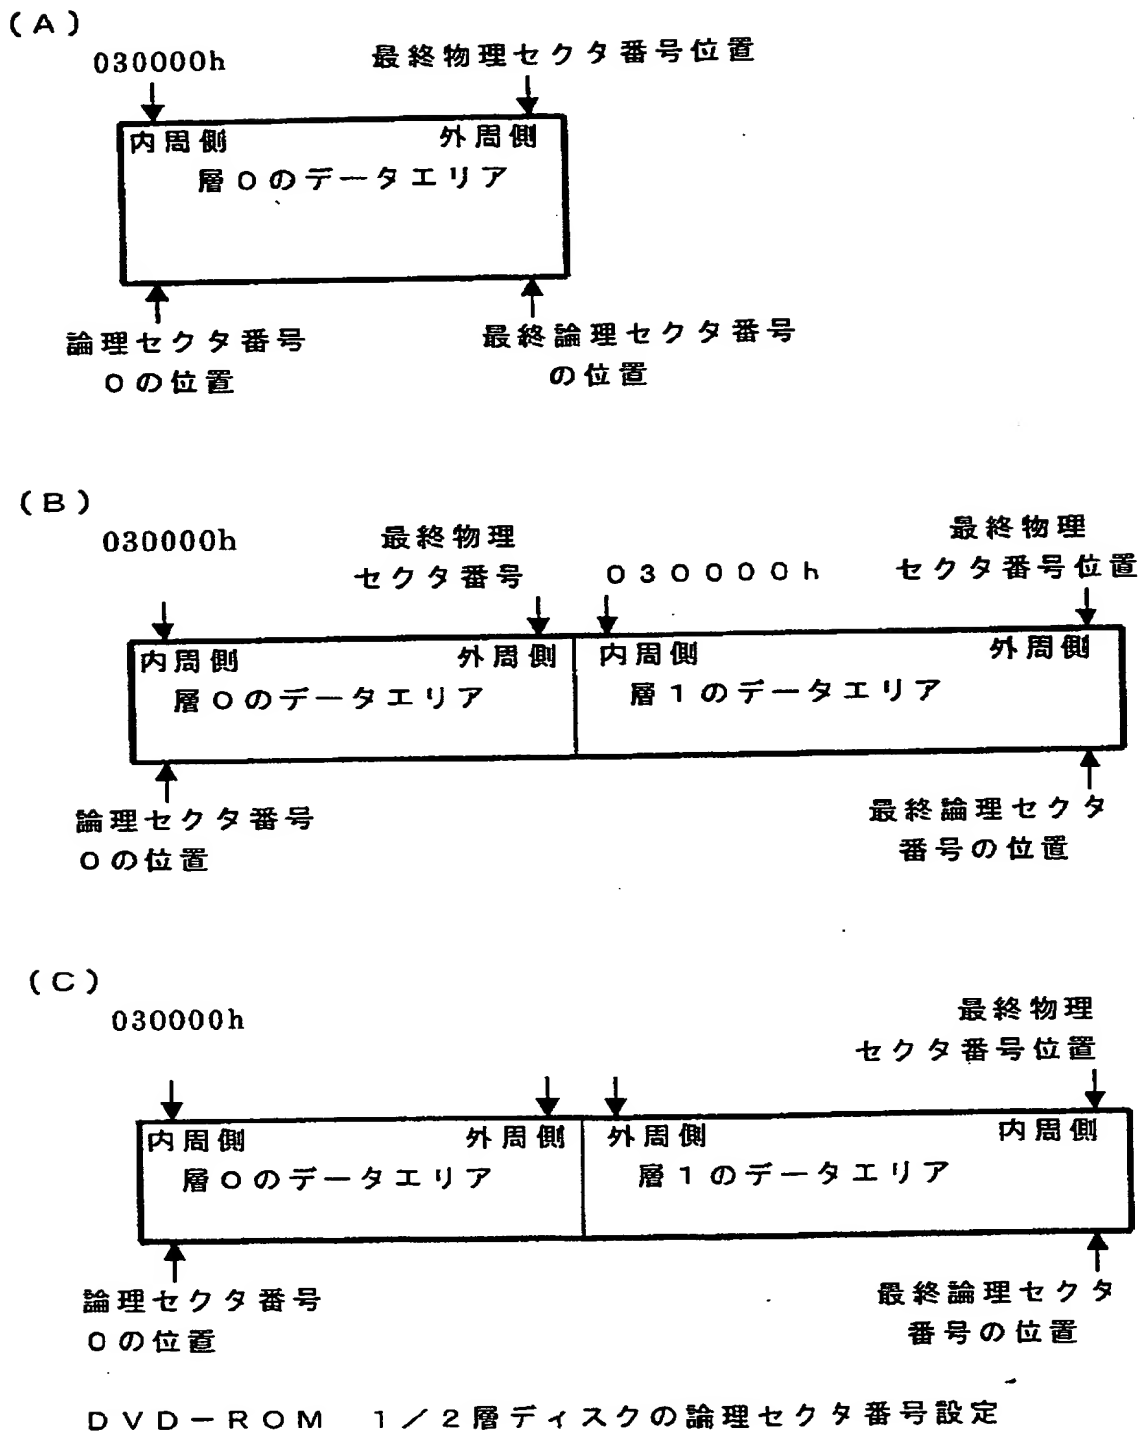 (A)
030000h
最終物理セクタ番号位置
内周側
外周側
層0のデータエリア
論理セクタ番号
0の位置
最終論理セクタ番号
の位置
(B)
030000h
最終物理
セクタ番号
030000h
最終物理
セクタ番号位置
内周側
外周側
内周側
外周側
層0のデータエリア
層1のデータエリア
論理セクタ番号
0の位置
最終論理セクタ
番号の位置
(C)
030000h
最終物理
セクタ番号位置
内周側
外周側
外周側
内周側
層0のデータエリア
層1のデータエリア
論理セクタ番号
0の位置
最終論理セクタ
番号の位置
DVD-ROM 1/2層ディスクの論理セクタ番号設定